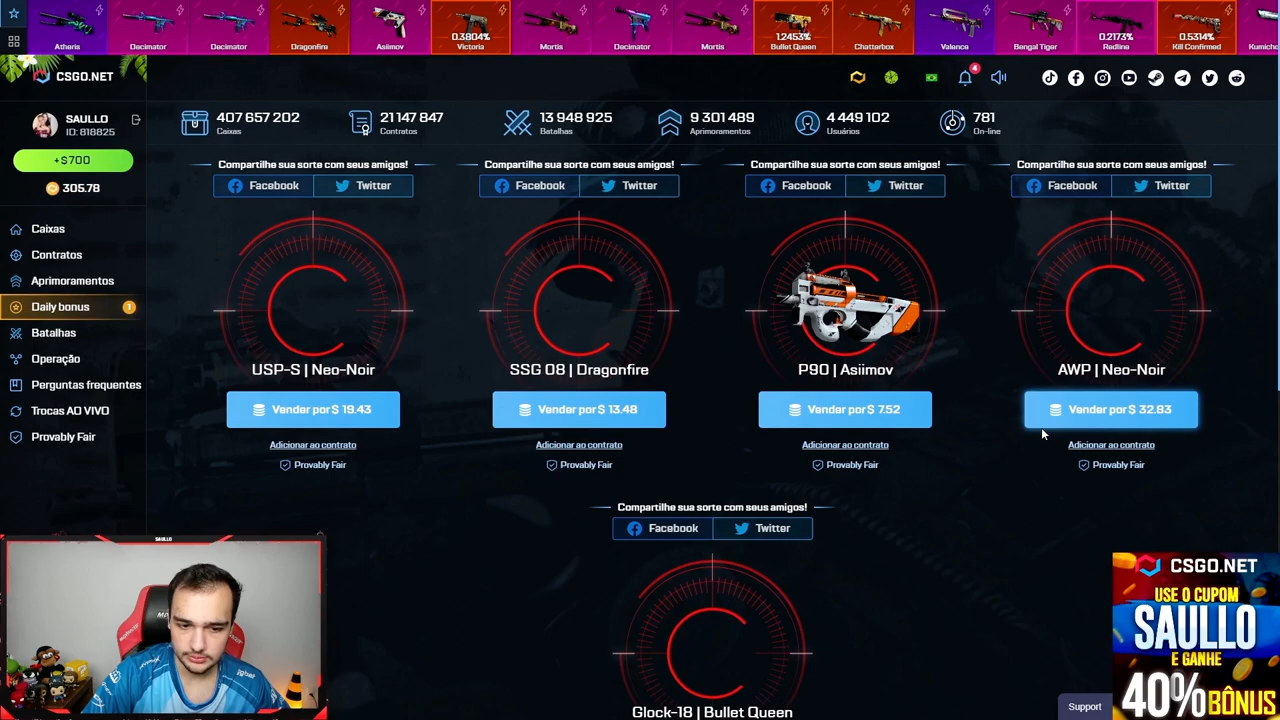 Atheris
Decimator
Decimator
Dragonfire
Asiimov
0.3804%
Victoria
Mortis
Decimator
Mortis
1.2453%
Bullet Queen
Chatterbox
Valence
Bengal Tiger
0.2173%
Redline
0.5314%
Kill Confirmed
Kumicho
CSGO.NET
4
SAULLO
ID: 818825
+$700
305.78
407 657 202
Caixas
21 147 847
Contratos
13 948 925
Batalhas
9 301 489
Aprimoramentos
4 449 102
Usuários
781
On-line
Caixas
Contratos
Aprimoramentos
Daily bonus 1
Batalhas
Operação
Perguntas frequentes
Trocas AO VIVO
Provably Fair
Compartilhe sua sorte com seus amigos!
Facebook Twitter
USP-S | Neo-Noir
Vender por $ 19.43
Adicionar ao contrato
Provably Fair
Compartilhe sua sorte com seus amigos!
Facebook Twitter
SSG 08 | Dragonfire
Vender por $ 13.48
Adicionar ao contrato
Provably Fair
Compartilhe sua sorte com seus amigos!
Facebook Twitter
P90 | Asiimov
Vender por $ 7.52
Adicionar ao contrato
Provably Fair
Compartilhe sua sorte com seus amigos!
Facebook Twitter
AWP | Neo-Noir
Vender por $ 32.83
Adicionar ao contrato
Provably Fair
Compartilhe sua sorte com seus amigos!
Facebook Twitter
Glock-18 | Bullet Queen
SAULLO
CSGO.NET
USE O CUPOM
SAULLO
E GANHE
40% BÔNUS
Support